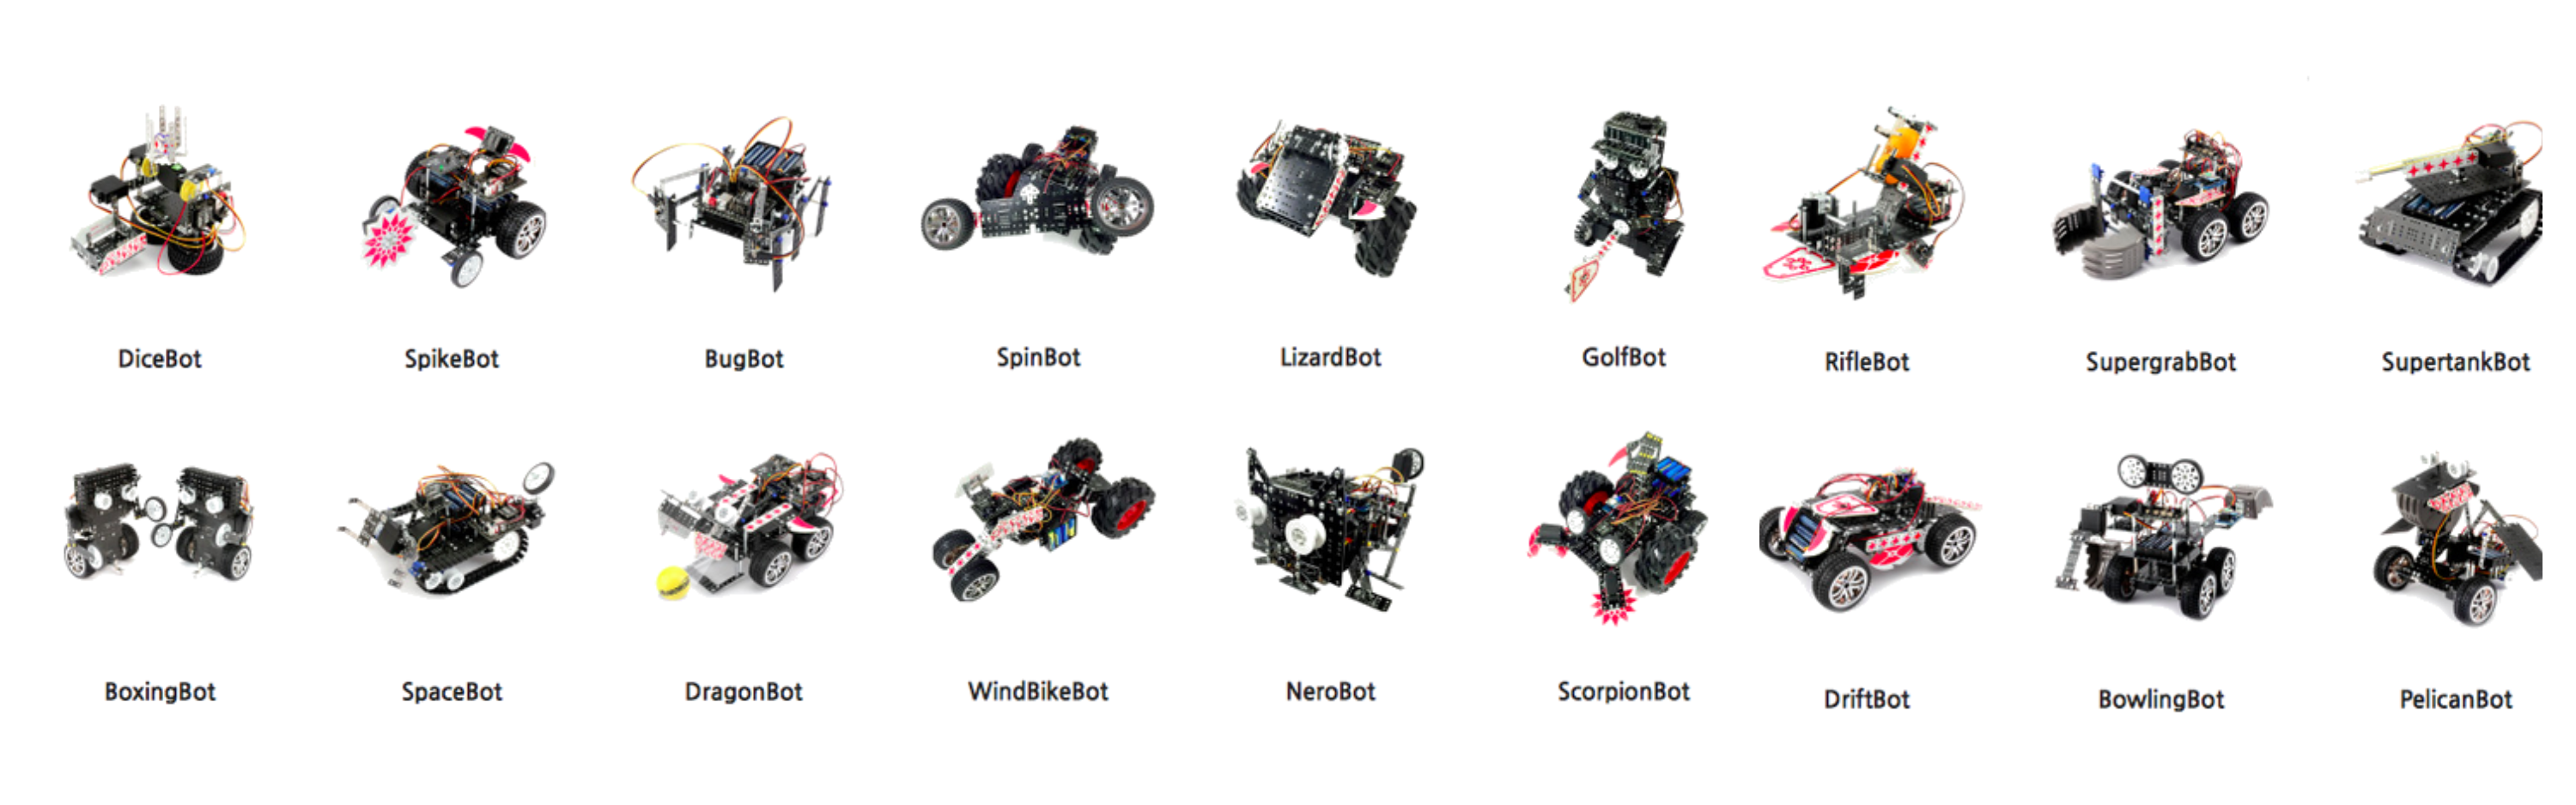 DiceBot
SpikeBot
BugBot
SpinBot
LizardBot
GolfBot
RifleBot
SupergrabBot
SupertankBot
BoxingBot
SpaceBot
DragonBot
WindBikeBot
NeroBot
ScorpionBot
DriftBot
BowlingBot
PelicanBot